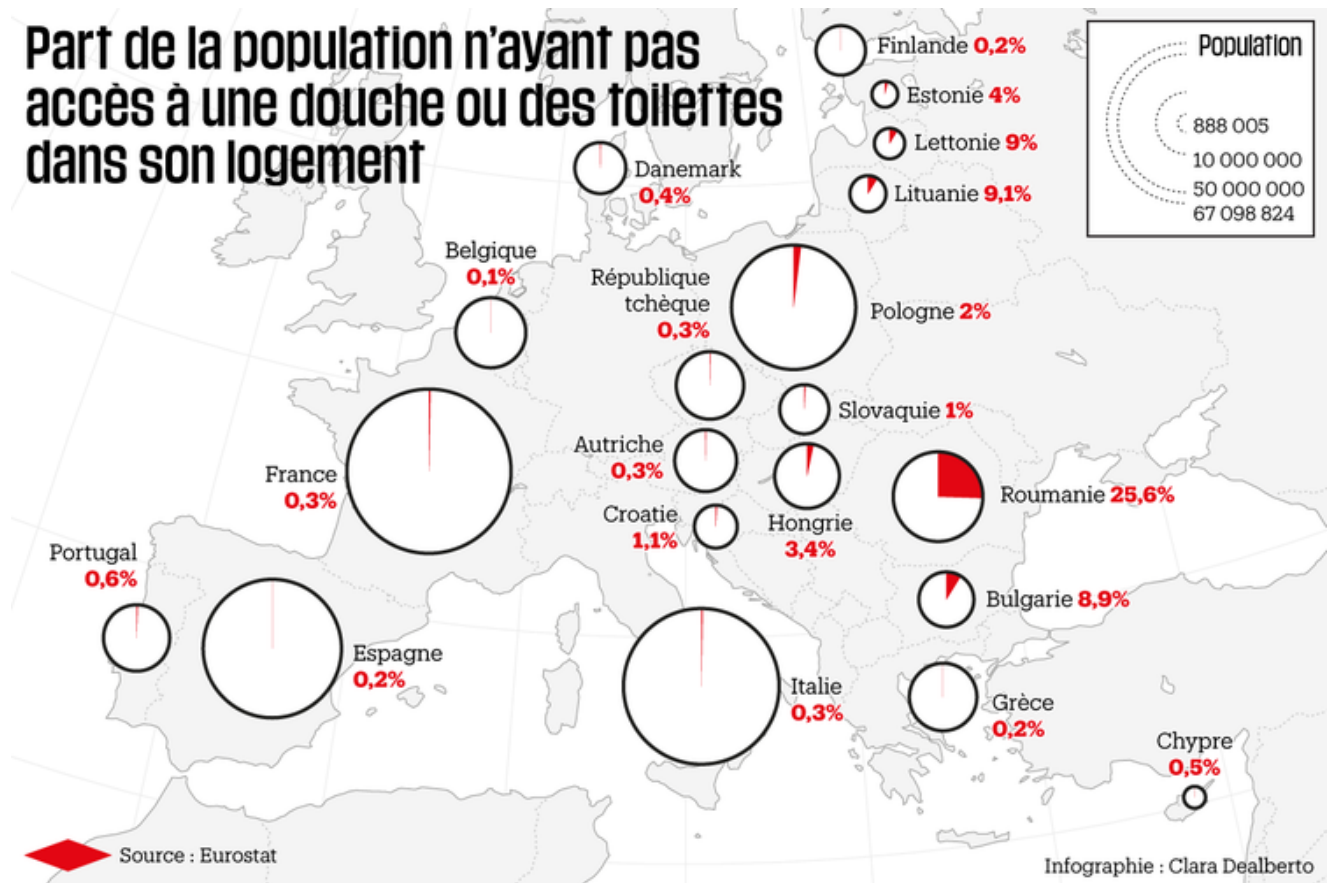 Part de la population n'ayant pas
accès à une douche ou des toilettes
dans son logement
Population
888 005
10 000 000
50 000 000
67 098 824
Finlande 0,2%
Estonie 4%
Lettonie 9%
Lituanie 9,1%
Danemark
0,4%
Belgique
0,1%
République
tchèque
0,3%
Pologne 2%
Slovaquie 1%
Autriche
0,3%
France
0,3%
Roumanie 25,6%
Croatie
1,1%
Hongrie
3,4%
Portugal
0,6%
Bulgarie 8,9%
Espagne
0,2%
Italie
0,3%
Grèce
0,2%
Chypre
0,5%
Source : Eurostat
Infographie : Clara Dealberto